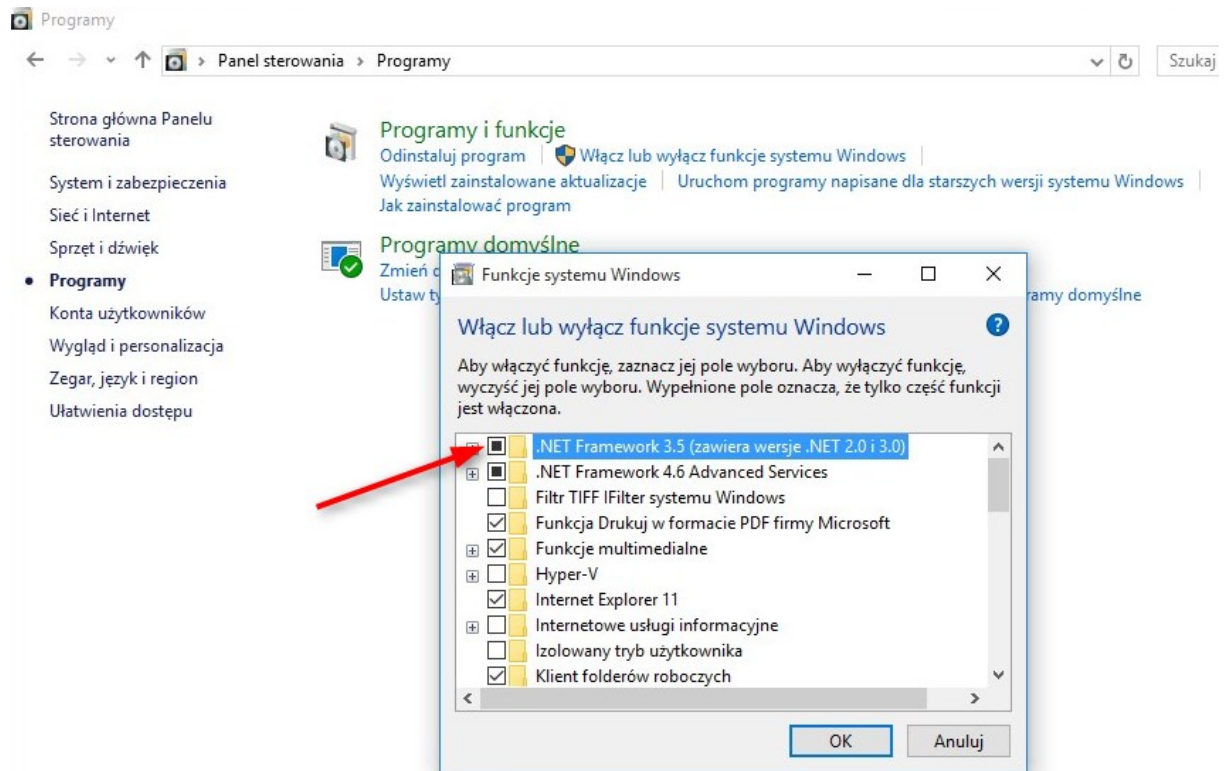 Programy
Panel sterowania > Programy
Szukaj
Strona główna Panelu
sterowania
System i zabezpieczenia
Sieć i Internet
Sprzęt i dźwięk
Programy
Konta użytkowników
Wygląd i personalizacja
Zegar, język i region
Ułatwienia dostępu
Programy i funkcje
Odinstaluj program
Włącz lub wyłącz funkcje systemu Windows
Wyświetl zainstalowane aktualizacje
Uruchom programy napisane dla starszych wersji systemu Windows
Jak zainstalować program
Programy domyślne
Zmień
Ustaw
domyślne
Funkcje systemu Windows
Włącz lub wyłącz funkcje systemu Windows
Aby włączyć funkcję, zaznacz jej pole wyboru. Aby wyłączyć funkcję,
wyczyść jej pole wyboru. Wypełnione pole oznacza, że tylko część funkcji
jest włączona.
.NET Framework 3.5 (zawiera wersje .NET 2.0 i 3.0)
.NET Framework 4.6 Advanced Services
Filtr TIFF IFilter systemu Windows
Funkcja Drukuj w formacie PDF firmy Microsoft
Funkcje multimedialne
Hyper-V
Internet Explorer 11
Internetowe usługi informacyjne
Izolowany tryb użytkownika
Klient folderów roboczych
OK
Anuluj